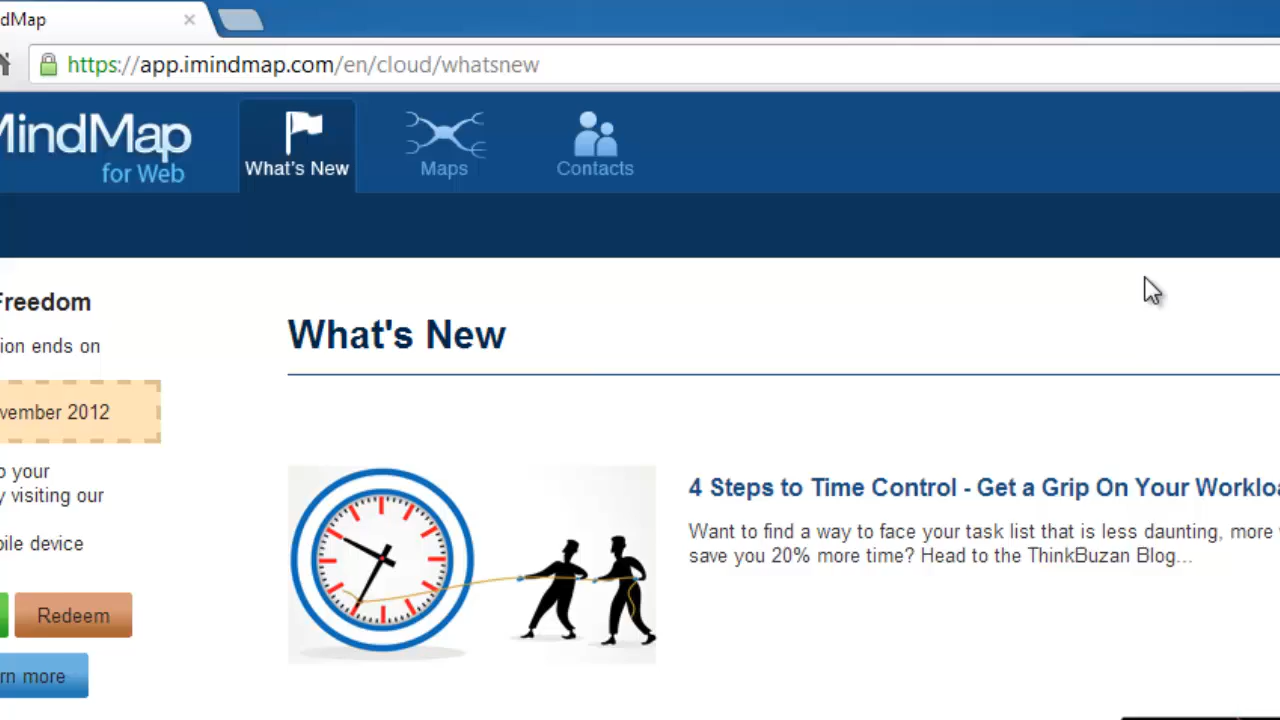 dMap
https://app.imindmap.com/en/cloud/whatsnew
MindMap
for Web
What's New
Maps
Contacts
Freedom
ion ends on
vember 2012
o your
y visiting our
bile device
Redeem
rn more
What's New
4 Steps to Time Control - Get a Grip On Your Workloa
Want to find a way to face your task list that is less daunting, more
save you 20% more time? Head to the ThinkBuzan Blog...